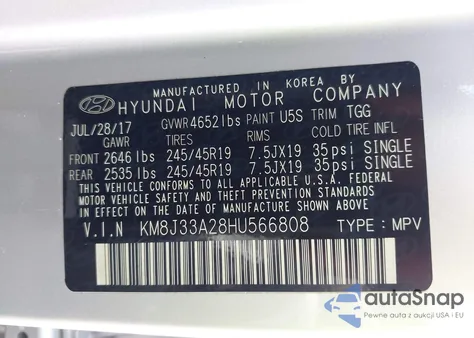 MANUFACTURED IN KOREA BY
HYUNDAI MOTOR COMPANY
JUL/28/17 GVWR 4652 lbs PAINT U5S TRIM TGG
GAWR TIRES RIMS COLD TIRE INFL
FRONT 2646 lbs 245/45R19 7.5JX19 35psi SINGLE
REAR 2535 lbs 245/45R19 7.5JX19 35psi SINGLE
THIS VEHICLE CONFORMS TO ALL APPLICABLE U.S.A. FEDERAL
MOTOR VEHICLE SAFETY AND THEFT PREVENTION STANDARDS
IN EFFECT ON THE DATE OF MANUFACTURE SHOWN ABOVE.
V.I.N KM8J33A28HU566808 TYPE : MPV
autoSnap
Pewne auta z aukcji USA i EU